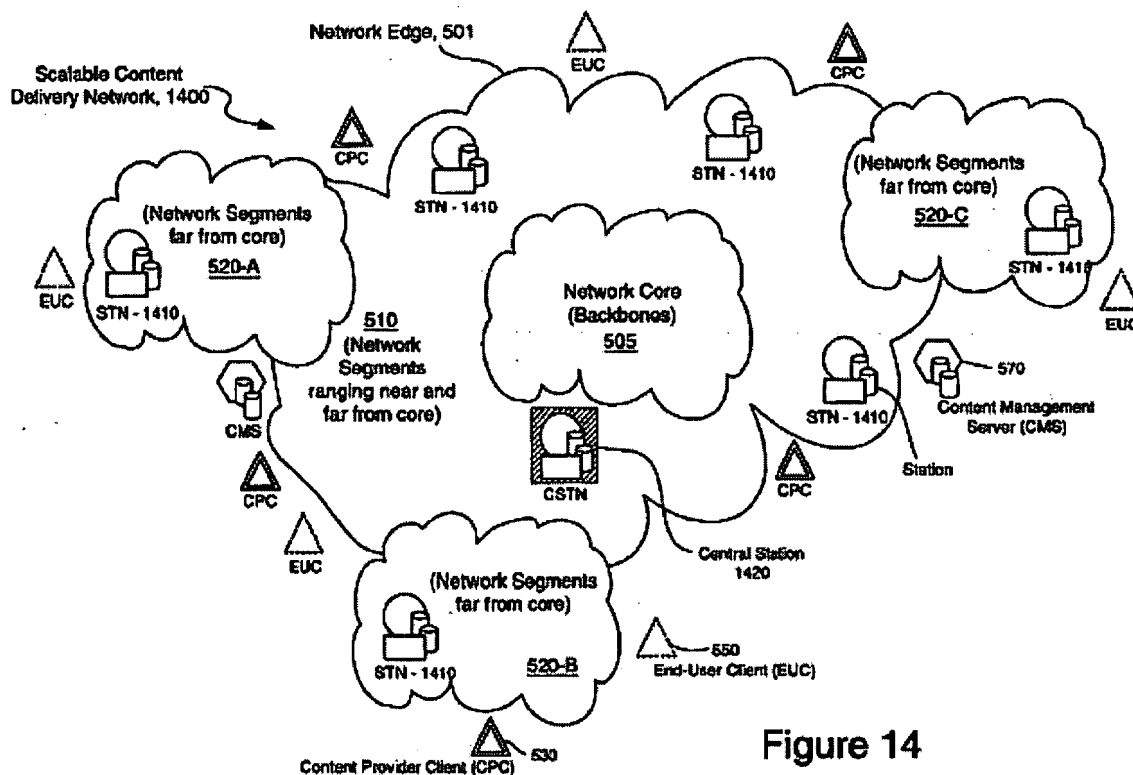 Network Edge, 501
EUC
CPC
Scalable Content
Delivery Network, 1400
CPC
STN - 1410
STN - 1410
(Network Segments
far from core)
520-C
STN - 1410
EUC
(Network Segments
far from core)
520-A
STN - 1410
EUC
510
(Network
Segments
ranging near and
far from core)
Network Core
(Backbones)
505
CMS
CPC
EUC
CSTN
STN - 1410
570
Content Management
Server (CMS)
Station
CPC
Central Station
1420
(Network Segments
far from core)
STN - 1410
520-B
550
End-User Client (EUC)
530
Content Provider Client (CPC)
Figure 14